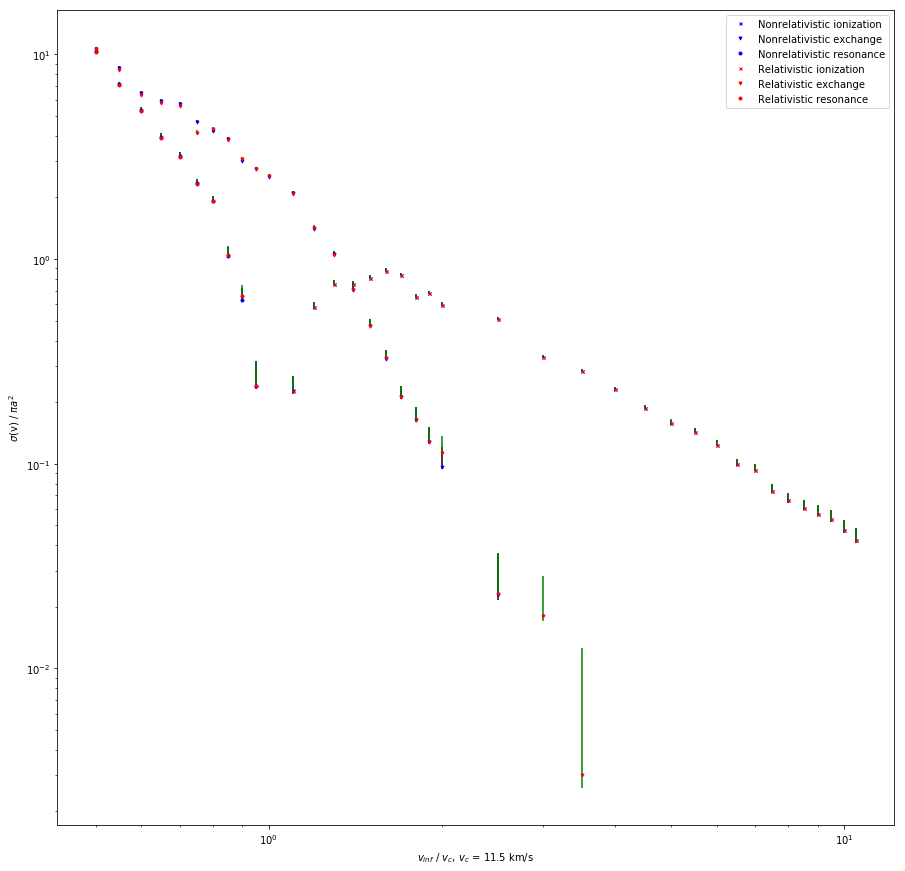 Nonrelativistic ionization
Nonrelativistic exchange
Nonrelativistic resonance
Relativistic ionization
Relativistic exchange
Relativistic resonance
10¹
10⁰
10⁻¹
10⁻²
σ(v) / πa²
10⁰
10¹
v_inf / v_c, v_c = 11.5 km/s